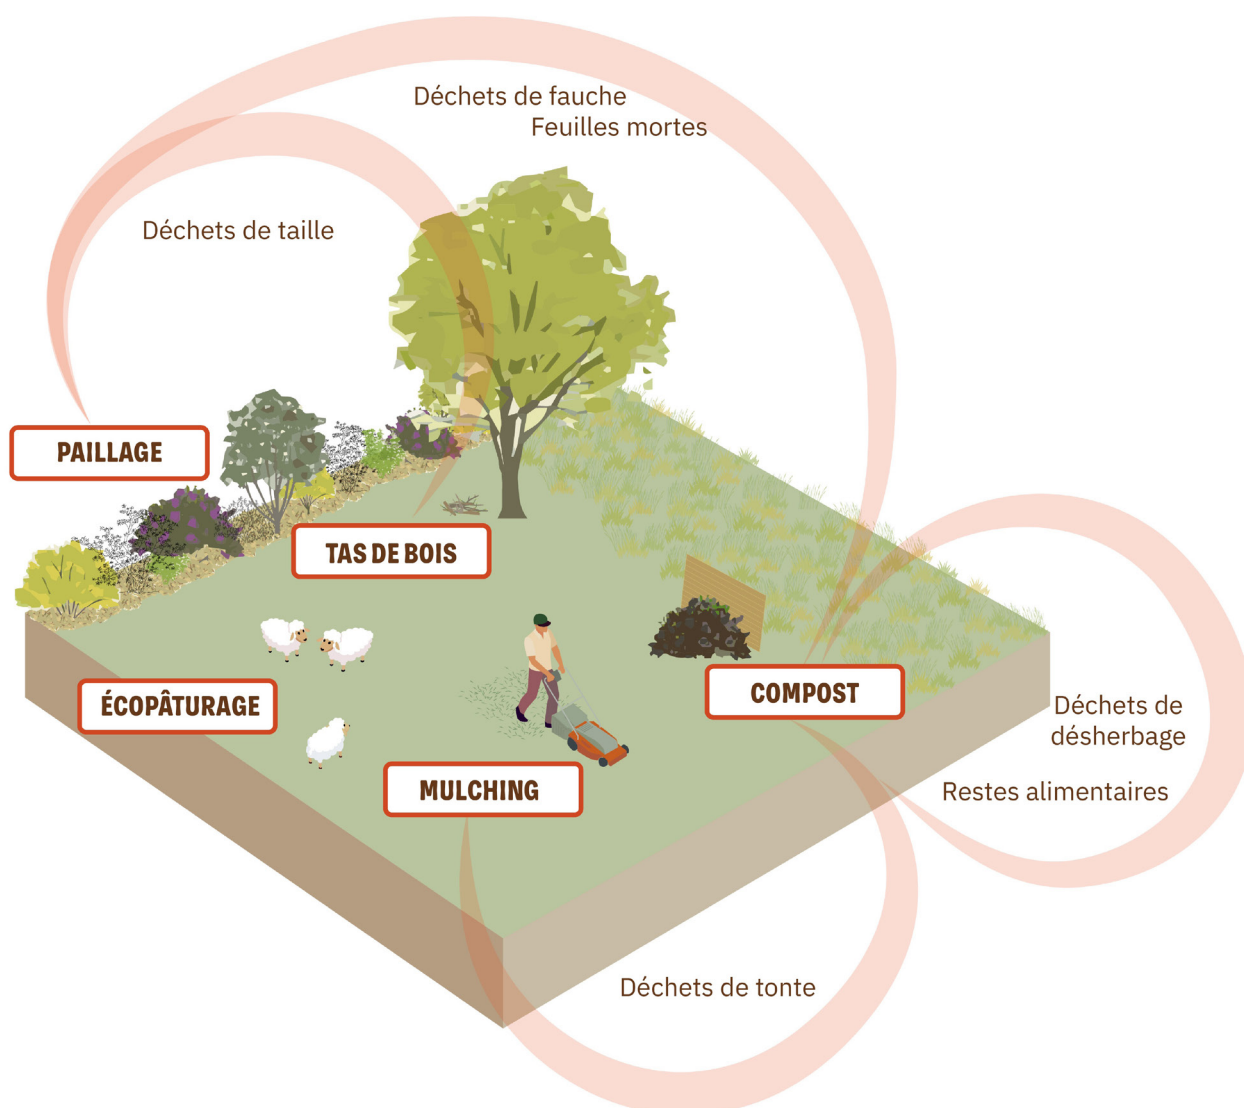 Déchets de fauche
Feuilles mortes
Déchets de taille
PAILLAGE
TAS DE BOIS
ÉCOPÂTURAGE
COMPOST
Déchets de
désherbage
MULCHING
Restes alimentaires
Déchets de tonte